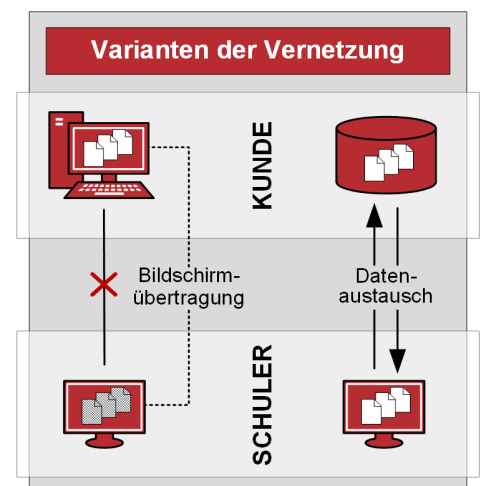 Varianten der Vernetzung
KUNDE
Bildschirm-
übertragung
Daten-
austausch
SCHULER